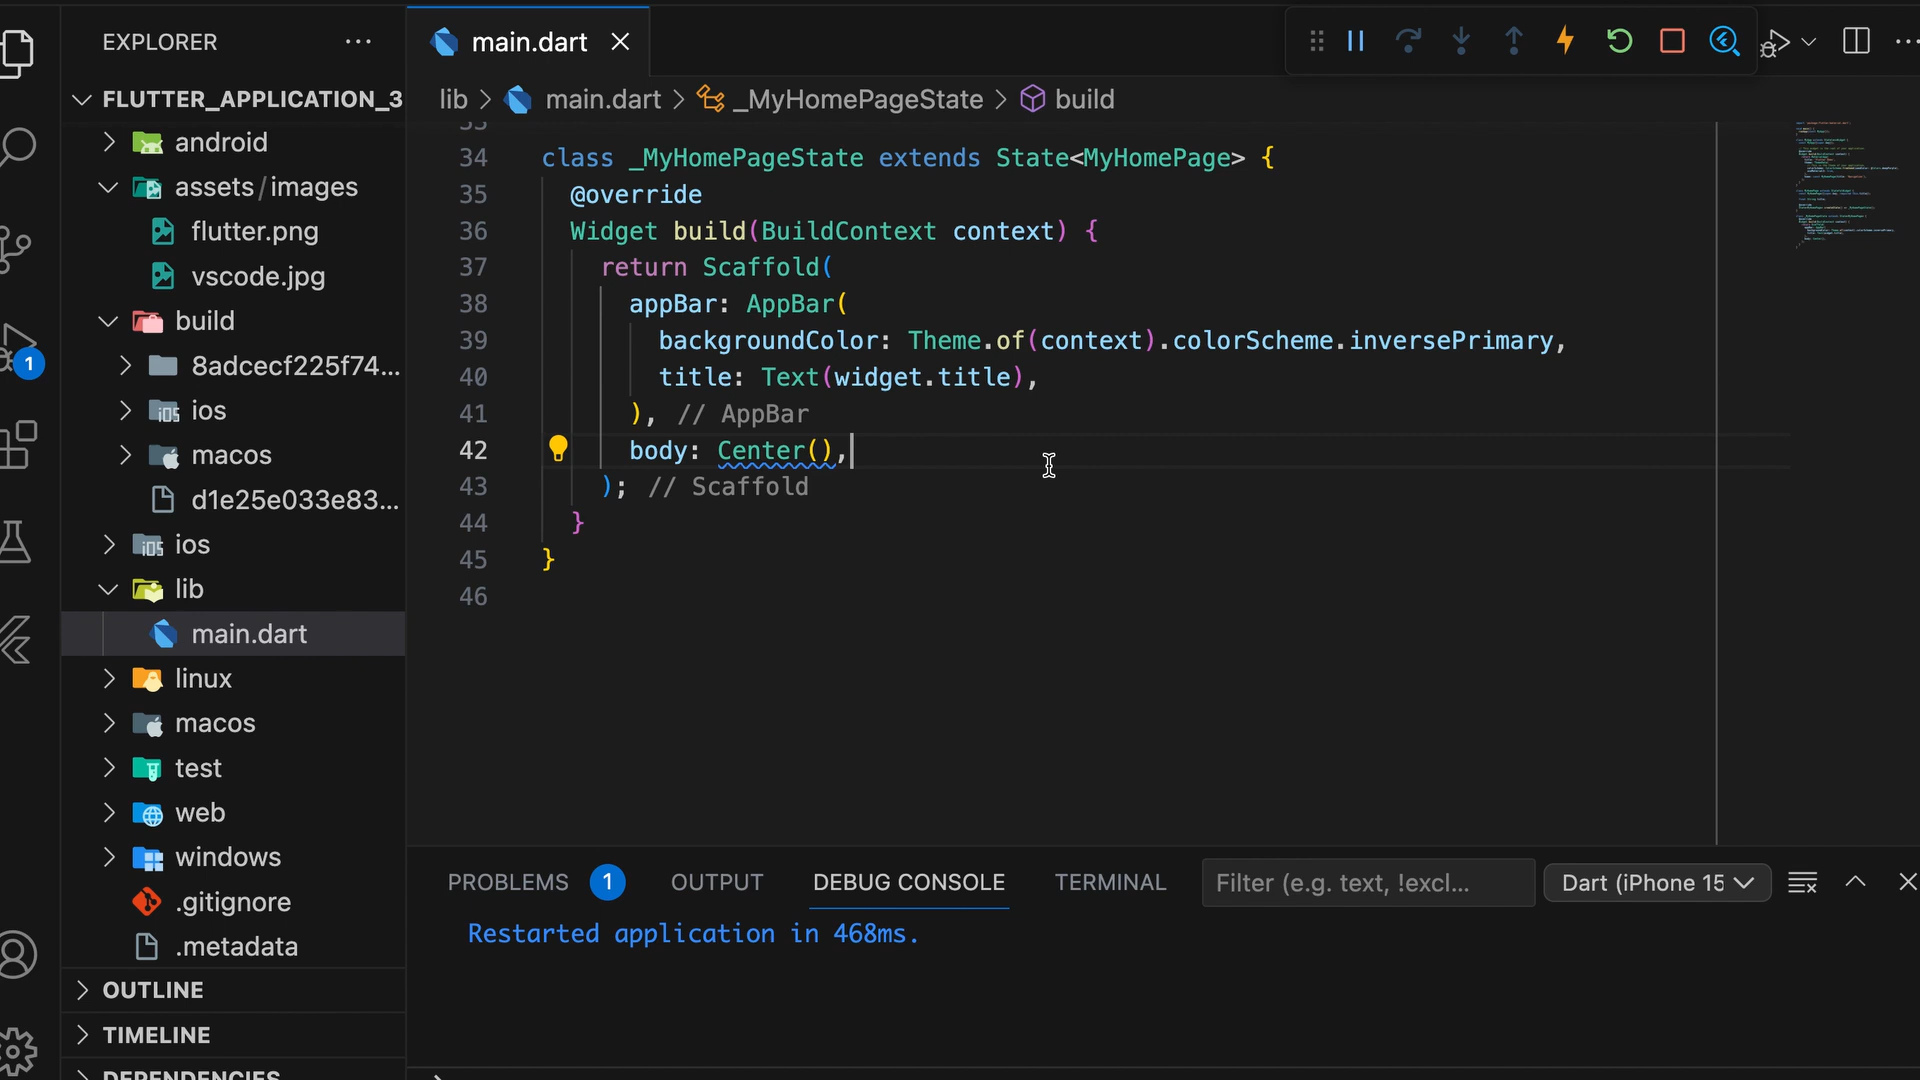 EXPLORER
FLUTTER_APPLICATION_3
android
assets/images
flutter.png
vscode.jpg
build
8adcecf225f74...
ios
macos
d1e25e033e83...
ios
lib
main.dart
linux
macos
test
web
windows
.gitignore
.metadata
OUTLINE
TIMELINE
DEPENDENCIES
1
main.dart
lib > main.dart > _MyHomePageState > build
33
34 class _MyHomePageState extends State<MyHomePage> {
35 @override
36 Widget build(BuildContext context) {
37 return Scaffold(
38 appBar: AppBar(
39 backgroundColor: Theme.of(context).colorScheme.inversePrimary,
40 title: Text(widget.title),
41 ), // AppBar
42 body: Center(),
43 ); // Scaffold
44 }
45 }
46
PROBLEMS 1 OUTPUT DEBUG CONSOLE TERMINAL Filter (e.g. text, !excl... Dart (iPhone 15
Restarted application in 468ms.